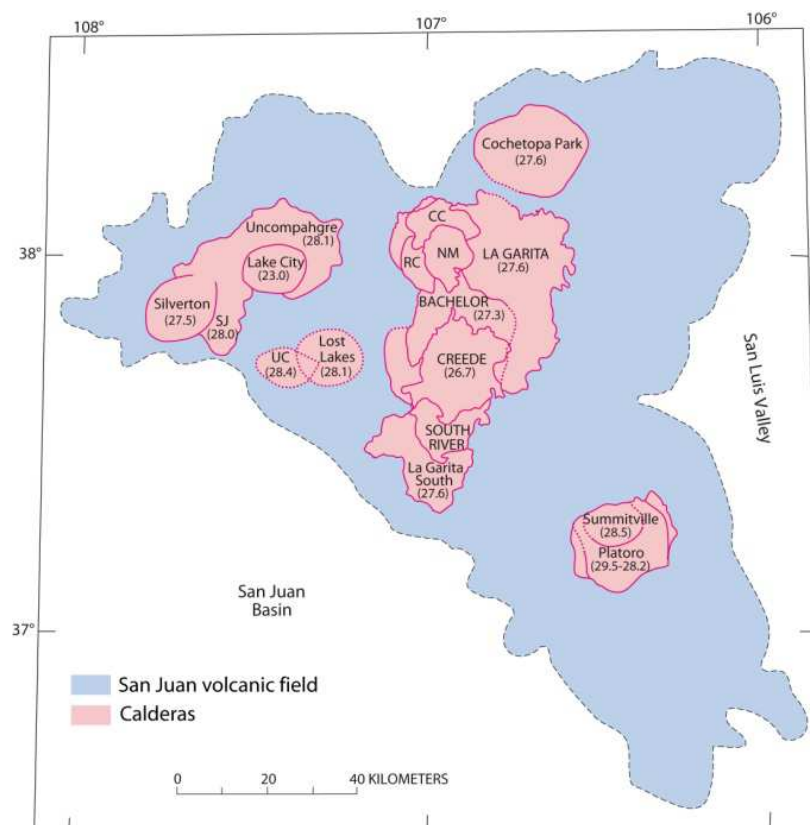 108°
107°
106°
Cochetopa Park
(27.6)
CC
Uncompahgre
(28.1)
38°
Lake City
(23.0)
RC
NM
LA GARITA
(27.6)
Silverton
(27.5)
SJ
(28.0)
BACHELOR
(27.3)
Lost
Lakes
(28.1)
UC
(28.4)
CREEDE
(26.7)
San Luis Valley
SOUTH
RIVER
La Garita
South
(27.6)
Summitville
(28.5)
Platoro
(29.5-28.2)
San Juan
Basin
37°
San Juan volcanic field
Calderas
0 20 40 KILOMETERS